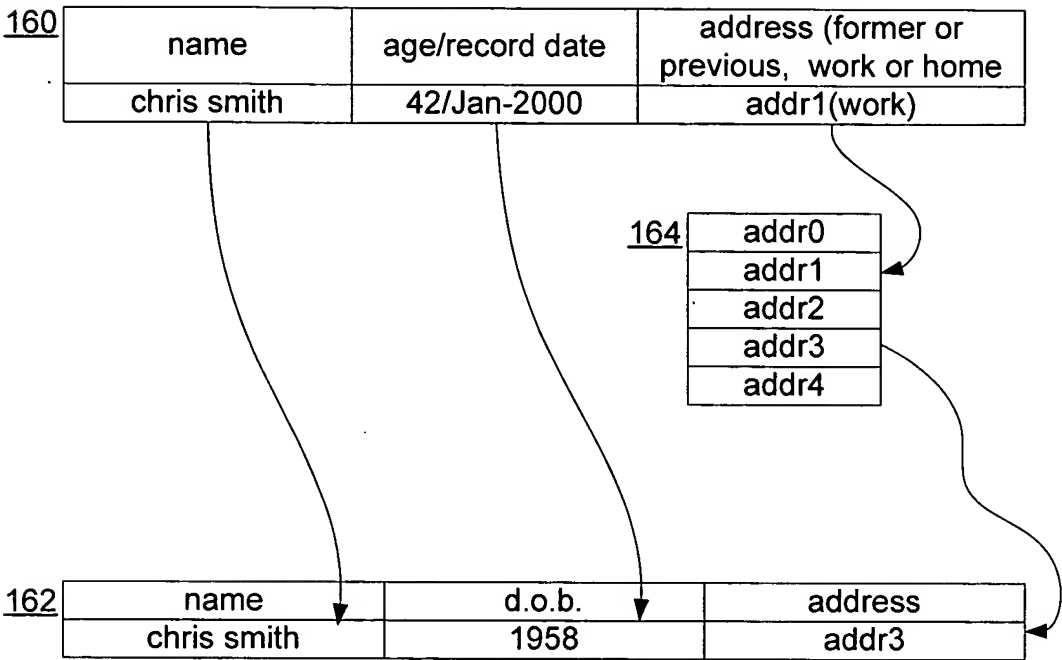 160
name
age/record date
address (former or
previous, work or home
chris smith
42/Jan-2000
addr1(work)
164
addr0
addr1
addr2
addr3
addr4
162
name
d.o.b.
address
chris smith
1958
addr3